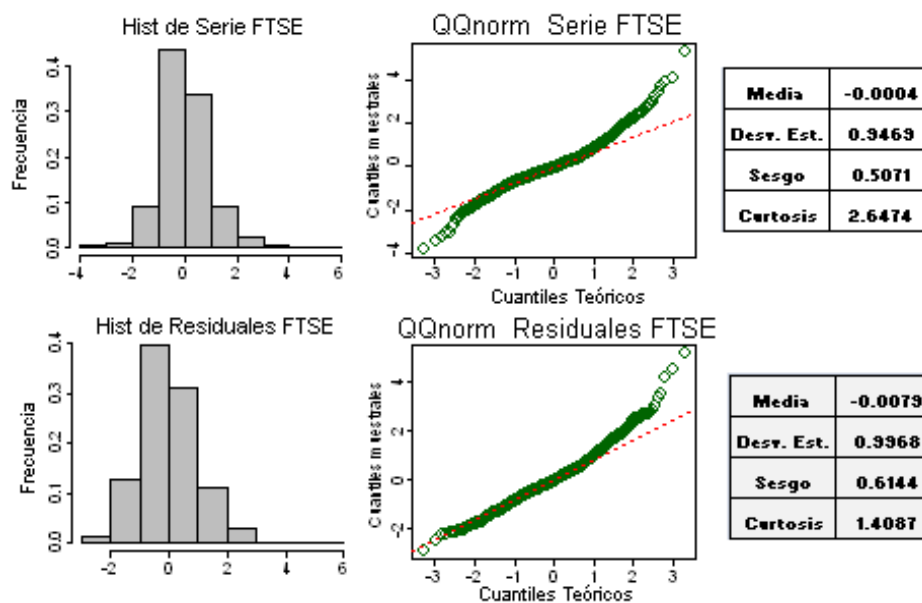 Hist de Serie FTSE
Frecuencia
0.0 0.2 0.4
-4 -2 0 2 4 6
QQnorm Serie FTSE
Cuantiles muestrales
-4 -2 0 2 4
-3 -2 -1 0 1 2 3
Cuantiles Teóricos
Media -0.0004
Desv. Est. 0.9469
Sesgo 0.5071
Curtosis 2.6474
Hist de Residuales FTSE
Frecuencia
0.0 0.1 0.2 0.3 0.4
-2 0 2 4 6
QQnorm Residuales FTSE
Cuantiles muestrales
-2 0 2 4
-3 -2 -1 0 1 2 3
Cuantiles Teóricos
Media -0.0079
Desv. Est. 0.9968
Sesgo 0.6144
Curtosis 1.4087